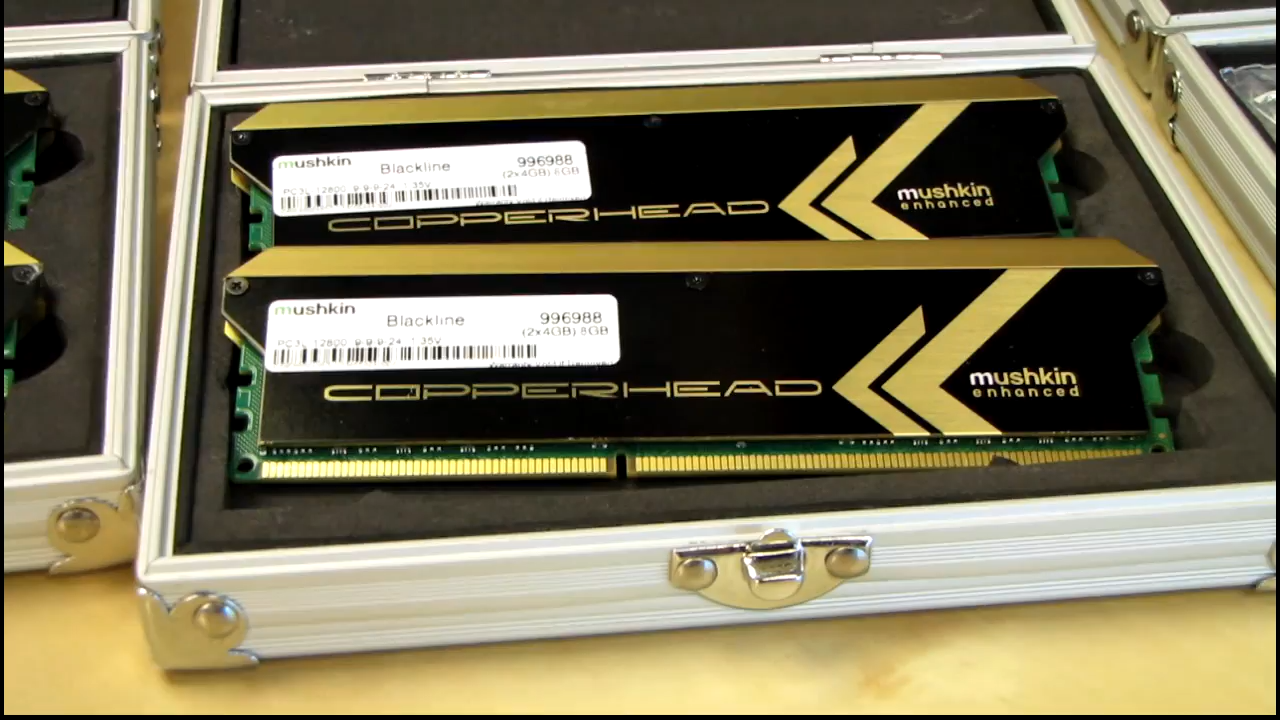 mushkin
Blackline
996988
(2x4GB) 8GB
PC3L 12800 9-9-9-24 1.35V
COPPERHEAD
mushkin
enhanced
mushkin
Blackline
996988
(2x4GB) 8GB
PC3L 12800 9-9-9-24 1.35V
COPPERHEAD
mushkin
enhanced